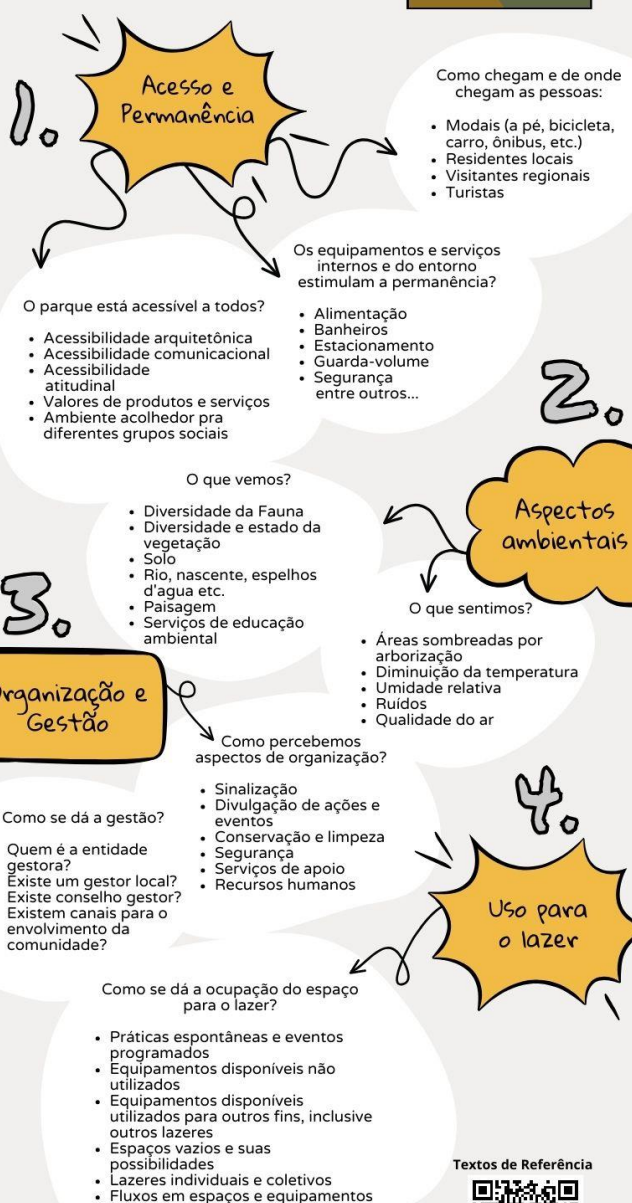 1.
Acesso e
Permanência
Como chegam e de onde
chegam as pessoas:
• Modais (a pé, bicicleta,
carro, ônibus, etc.)
• Residentes locais
• Visitantes regionais
• Turistas
Os equipamentos e serviços
internos e do entorno
estimulam a permanência?
• Alimentação
• Banheiros
• Estacionamento
• Guarda-volume
• Segurança
entre outros...
O parque está acessível a todos?
• Acessibilidade arquitetônica
• Acessibilidade comunicacional
• Acessibilidade
atitudinal
• Valores de produtos e serviços
• Ambiente acolhedor pra
diferentes grupos sociais
2.
Aspectos
ambientais
O que vemos?
• Diversidade da Fauna
• Diversidade e estado da
vegetação
• Solo
• Rio, nascente, espelhos
d'agua etc.
• Paisagem
• Serviços de educação
ambiental
O que sentimos?
• Áreas sombreadas por
arborização
• Diminuição da temperatura
• Umidade relativa
• Ruídos
• Qualidade do ar
3.
rganização e
Gestão
Como percebemos
aspectos de organização?
• Sinalização
• Divulgação de ações e
eventos
• Conservação e limpeza
• Segurança
• Serviços de apoio
• Recursos humanos
Como se dá a gestão?
Quem é a entidade
gestora?
Existe um gestor local?
Existe conselho gestor?
Existem canais para o
envolvimento da
comunidade?
4.
Uso para
o lazer
Como se dá a ocupação do espaço
para o lazer?
• Práticas espontâneas e eventos
programados
• Equipamentos disponíveis não
utilizados
• Equipamentos disponíveis
utilizados para outros fins, inclusive
outros lazeres
• Espaços vazios e suas
possibilidades
• Lazeres individuais e coletivos
• Fluxos em espaços e equipamentos
Textos de Referência